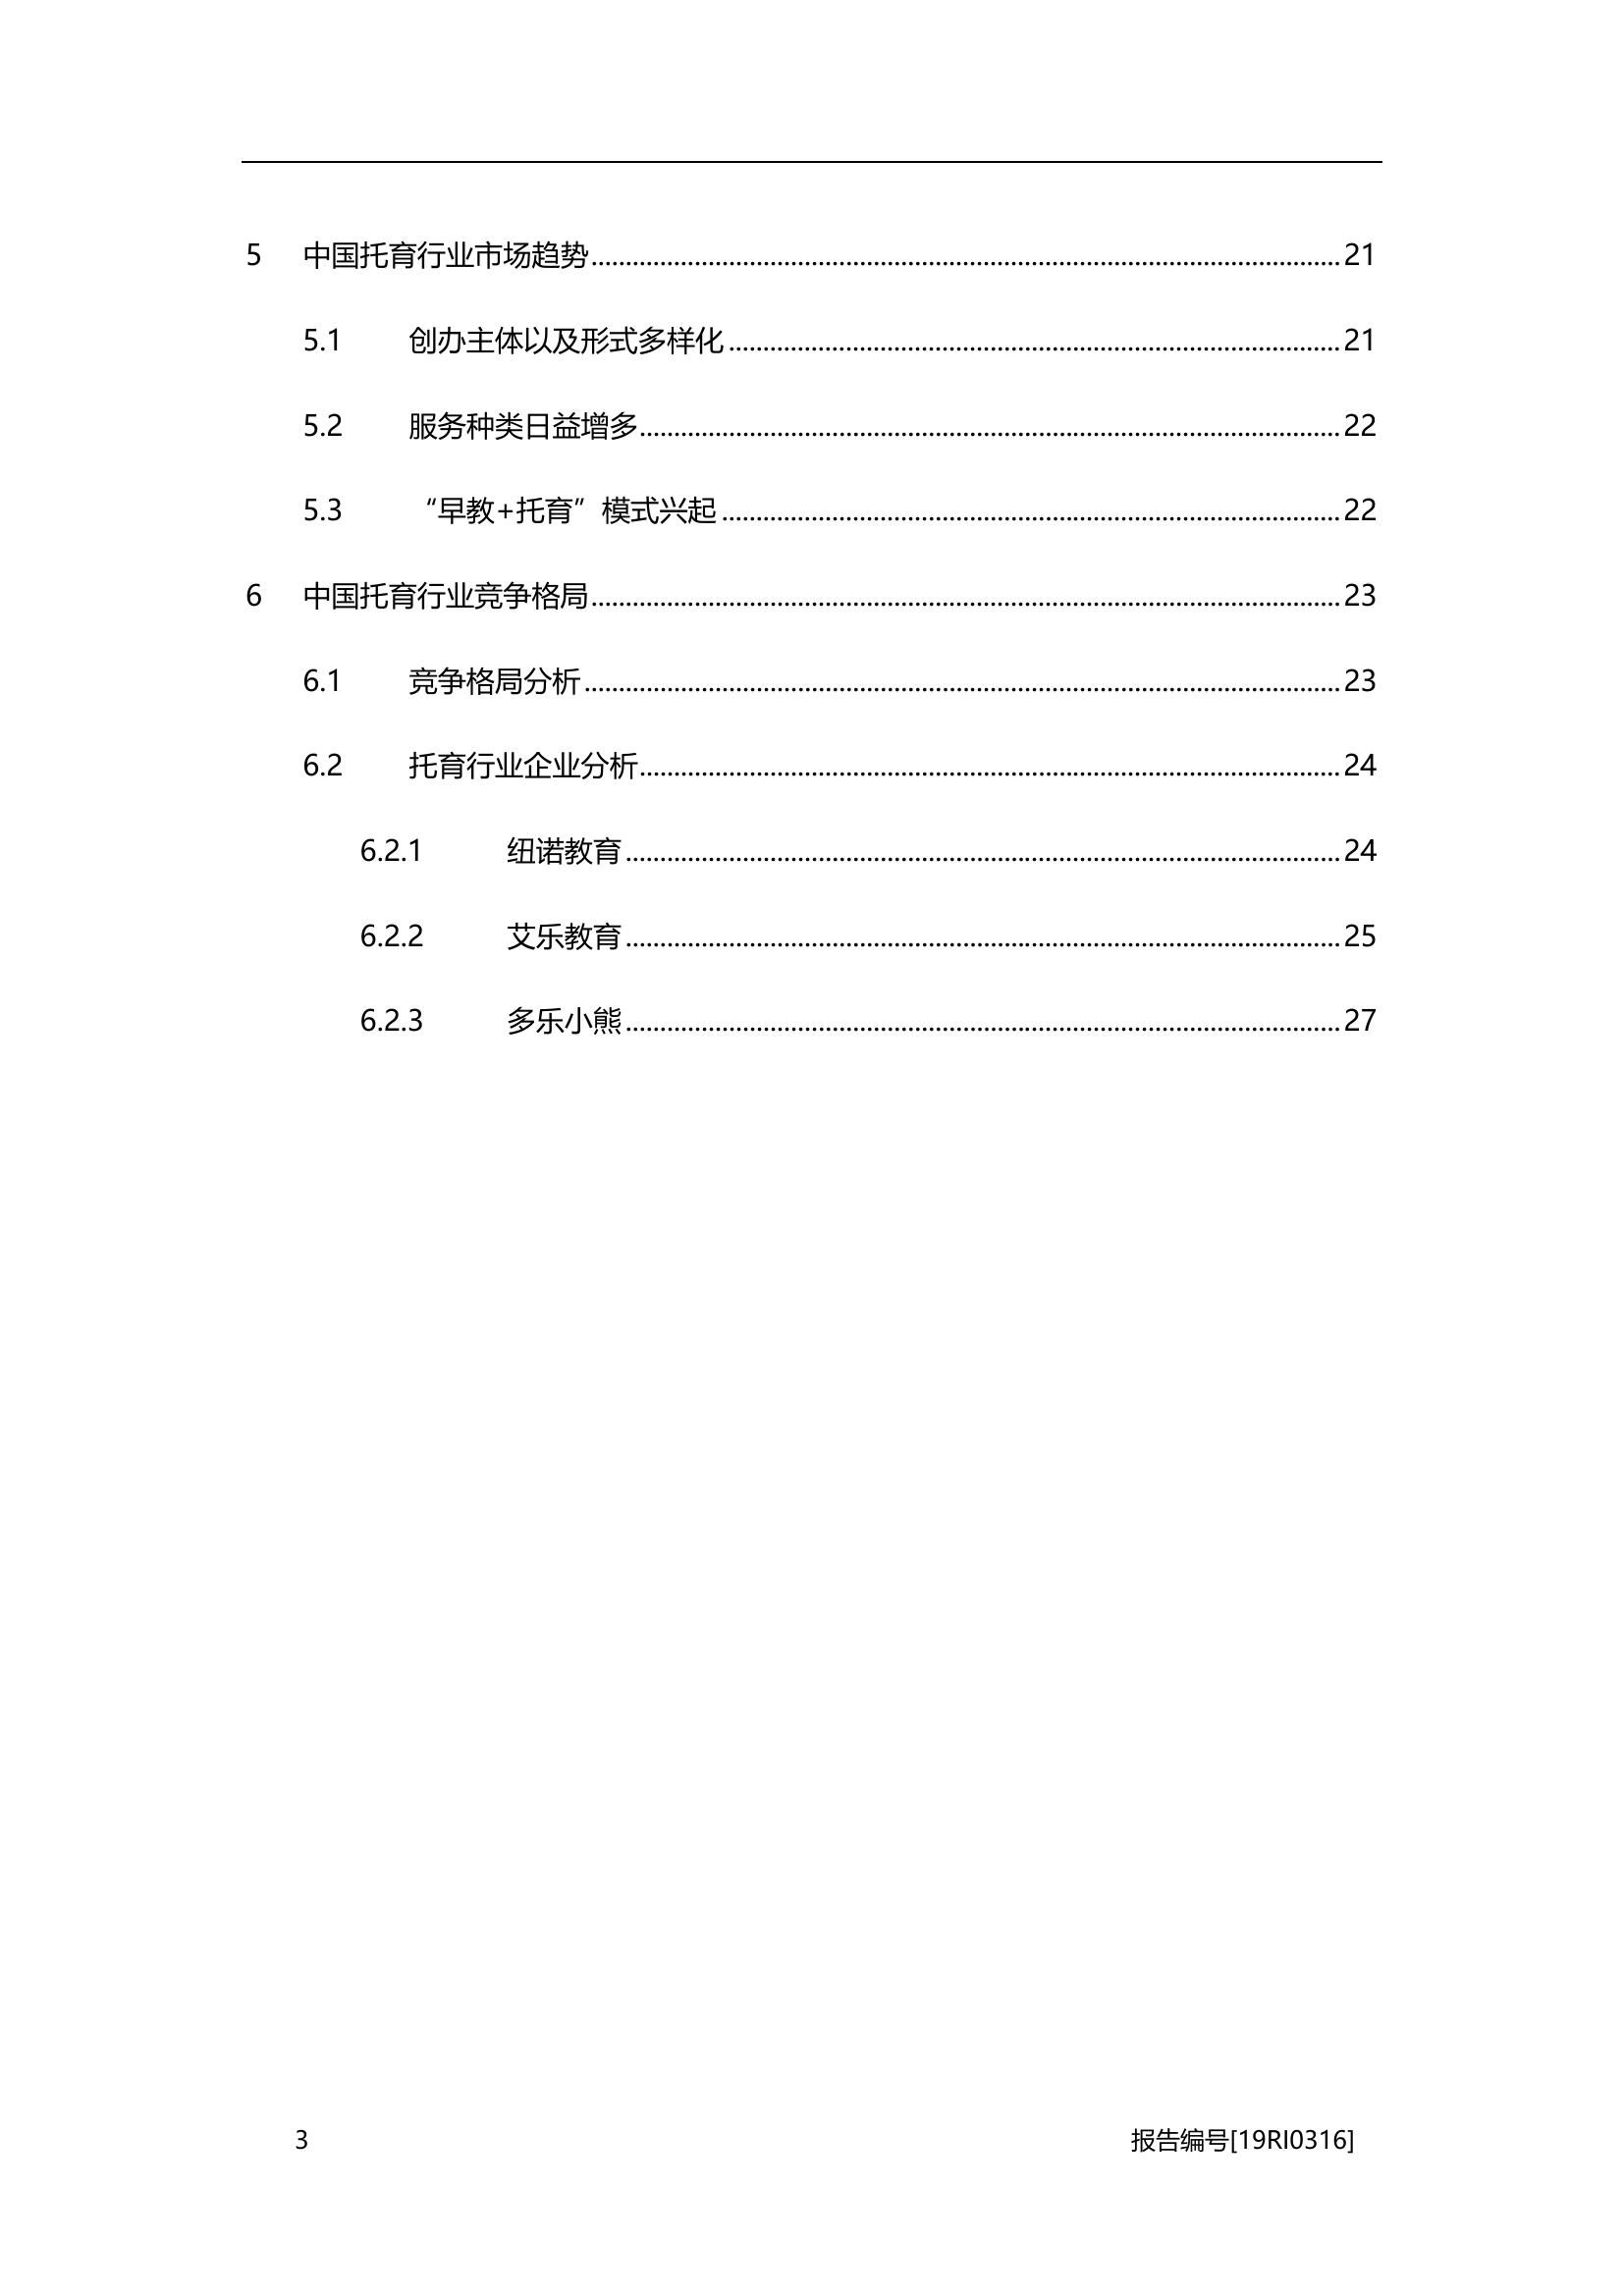 5 中国托育行业市场趋势 21
5.1 创办主体以及形式多样化 21
5.2 服务种类日益增多 22
5.3 “早教+托育”模式兴起 22
6 中国托育行业竞争格局 23
6.1 竞争格局分析 23
6.2 托育行业企业分析 24
6.2.1 纽诺教育 24
6.2.2 艾乐教育 25
6.2.3 多乐小熊 27
3 报告编号[19RI0316]